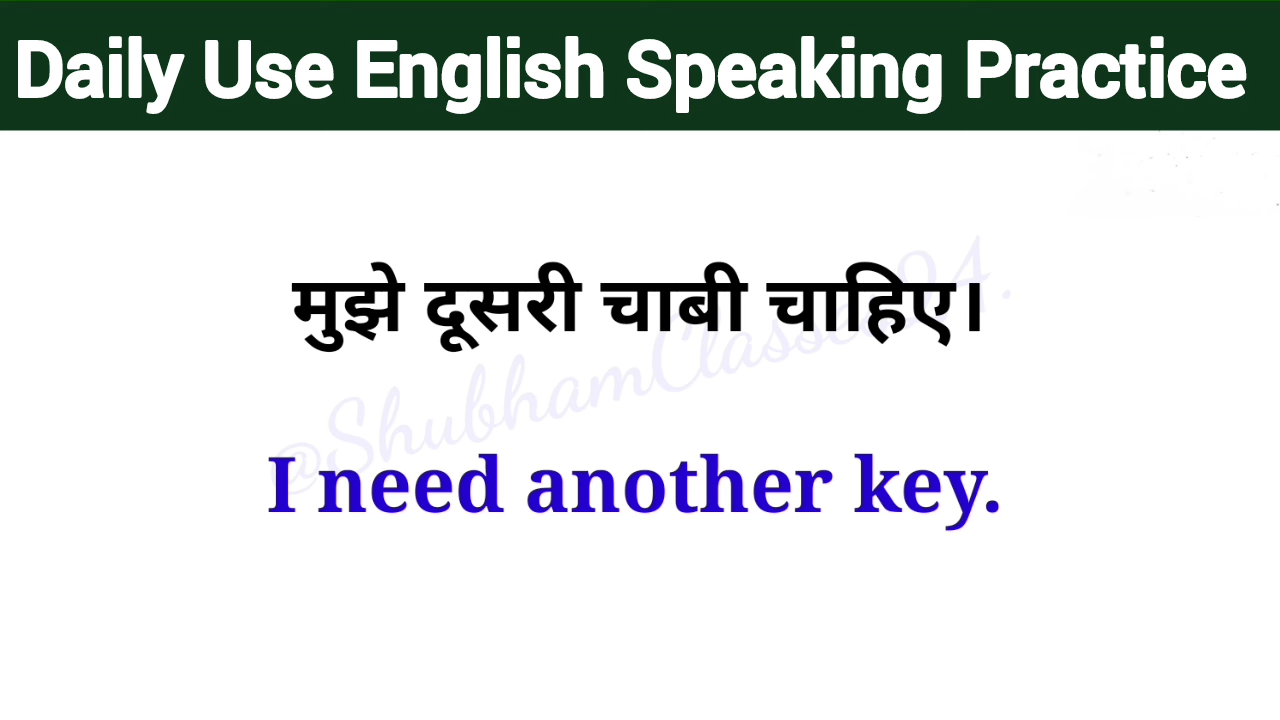 Daily Use English Speaking Practice
मुझे दूसरी चाबी चाहिए।
I need another key.